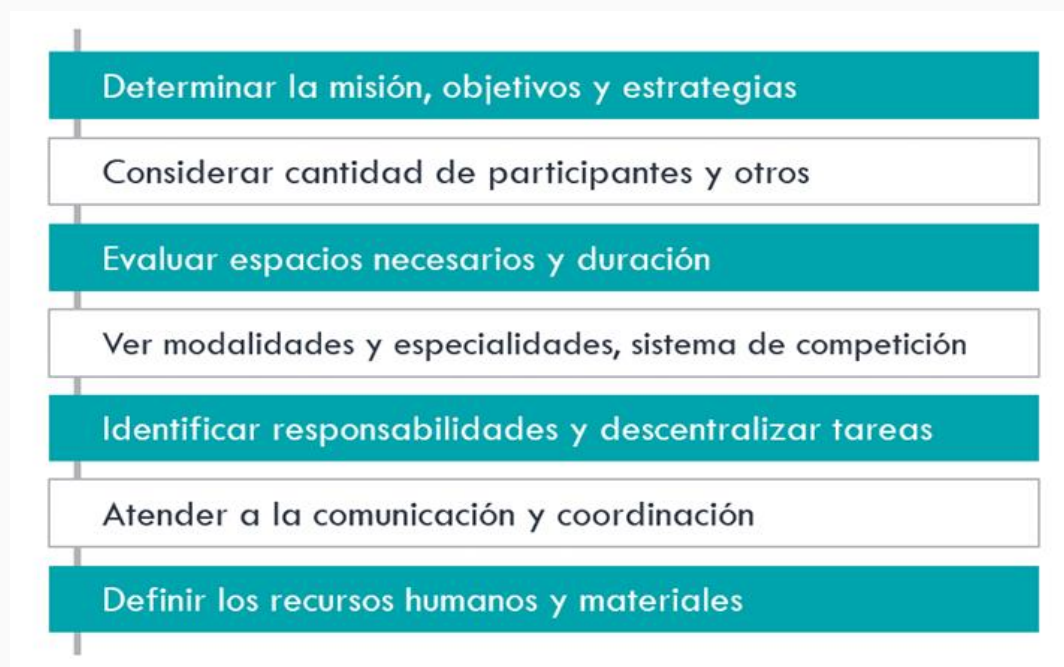 Determinar la misión, objetivos y estrategias
Considerar cantidad de participantes y otros
Evaluar espacios necesarios y duración
Ver modalidades y especialidades, sistema de competición
Identificar responsabilidades y descentralizar tareas
Atender a la comunicación y coordinación
Definir los recursos humanos y materiales